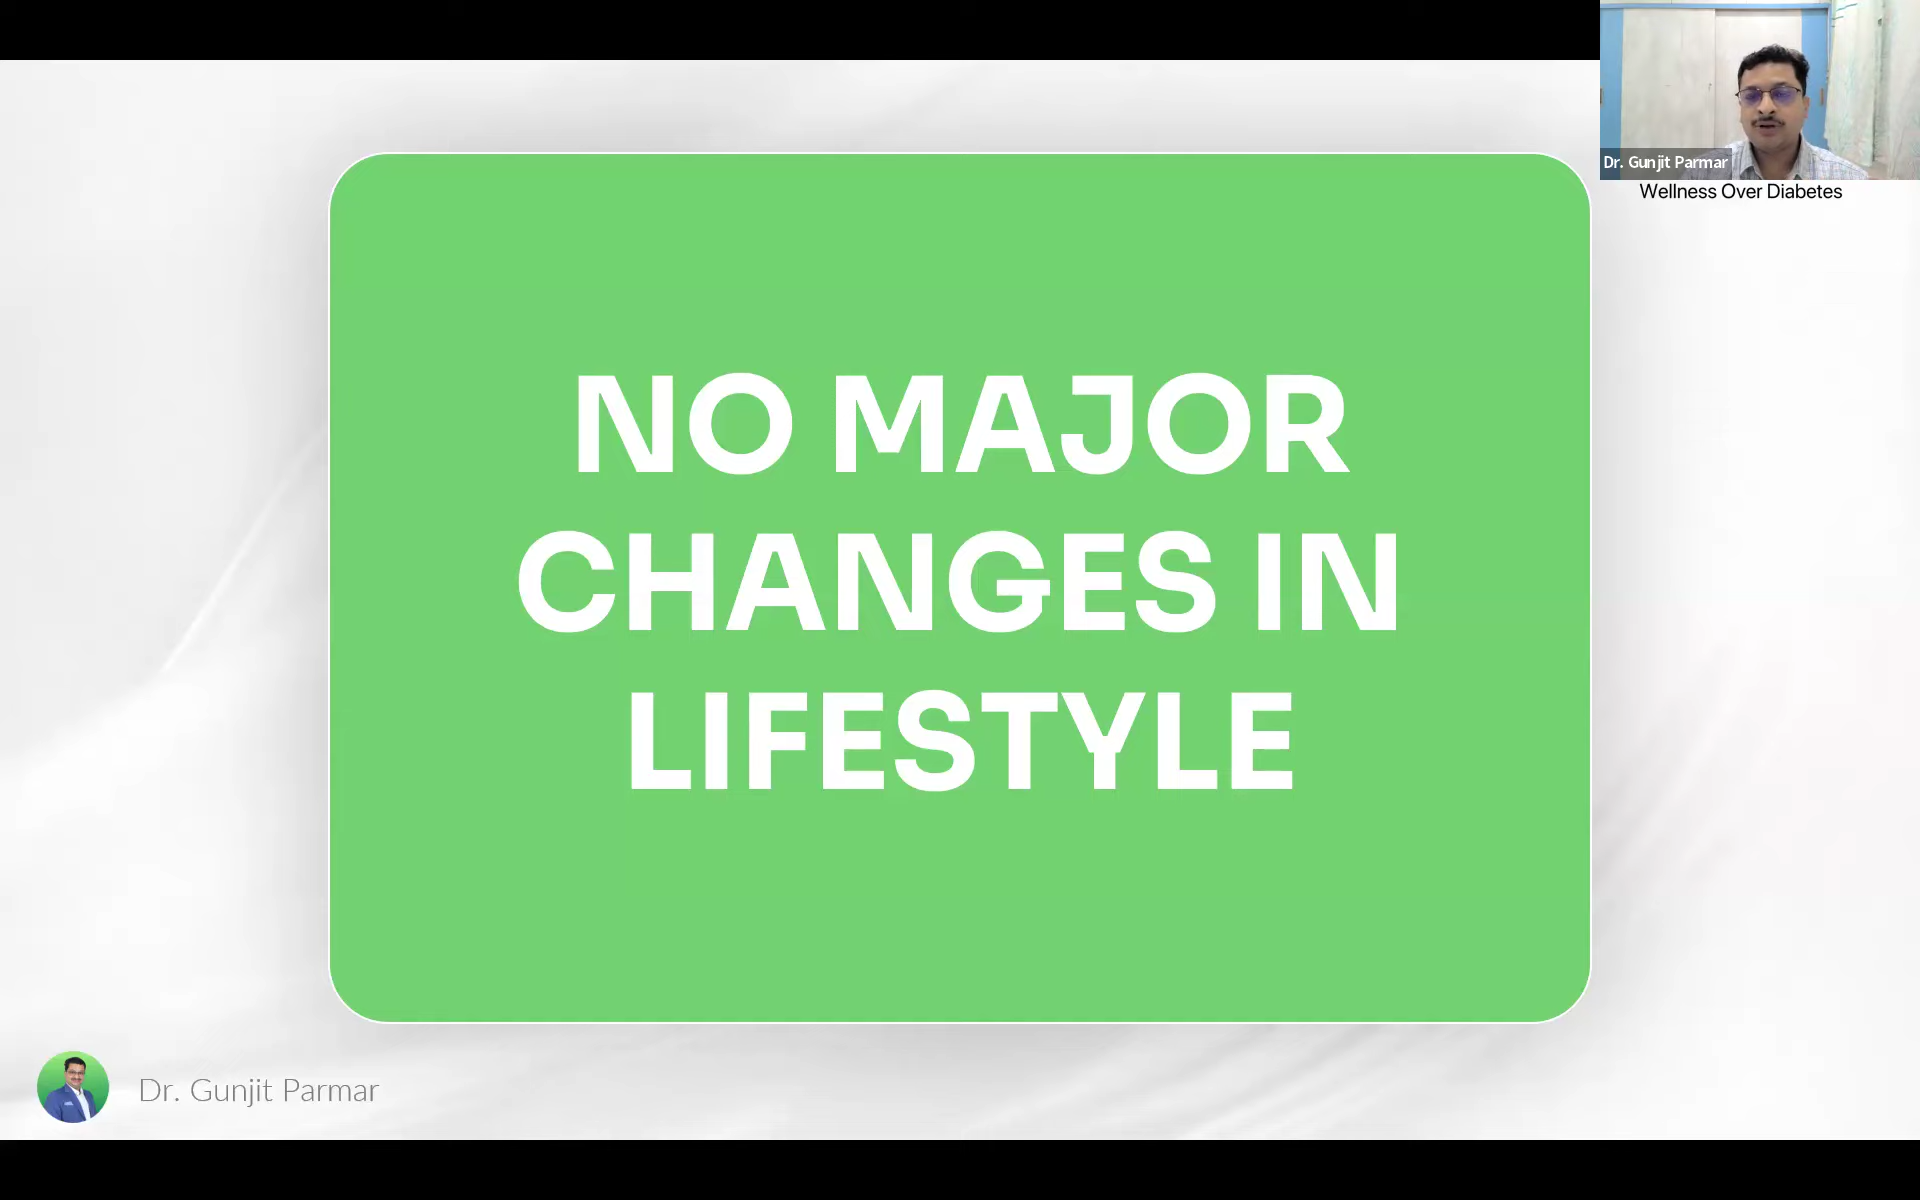 Dr. Gunjit Parmar
Wellness Over Diabetes
NO MAJOR
CHANGES IN
LIFESTYLE
Dr. Gunjit Parmar